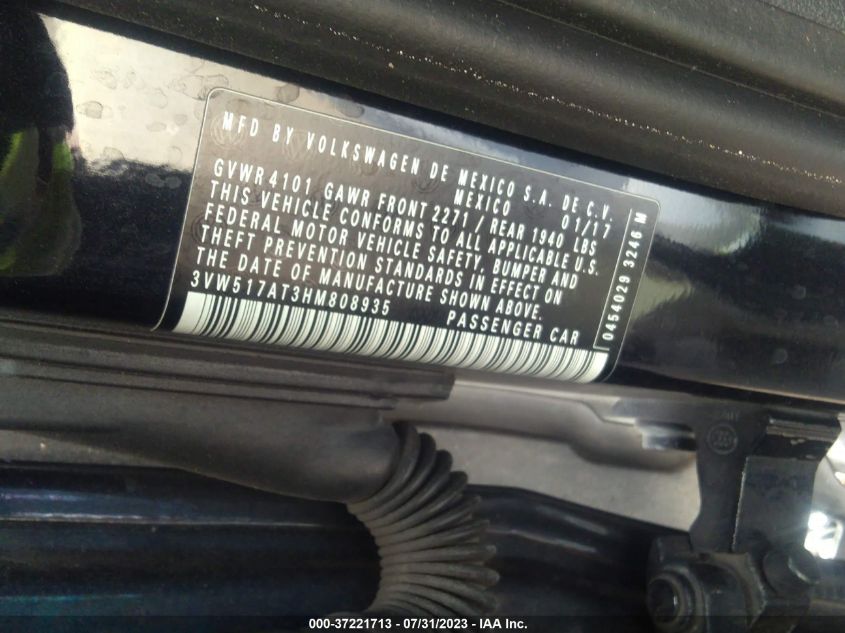 MFD BY VOLKSWAGEN DE MEXICO S.A. DE C.V.
MEXICO 01/17
GVWR 4101 GAWR FRONT 2271 / REAR 1940 LBS
THIS VEHICLE CONFORMS TO ALL APPLICABLE U.S.
FEDERAL MOTOR VEHICLE SAFETY, BUMPER AND
THEFT PREVENTION STANDARDS IN EFFECT ON
THE DATE OF MANUFACTURE SHOWN ABOVE.
3VW517AT3HM808935 PASSENGER CAR
0454029 3246 M
000-37221713 - 07/31/2023 - IAA Inc.